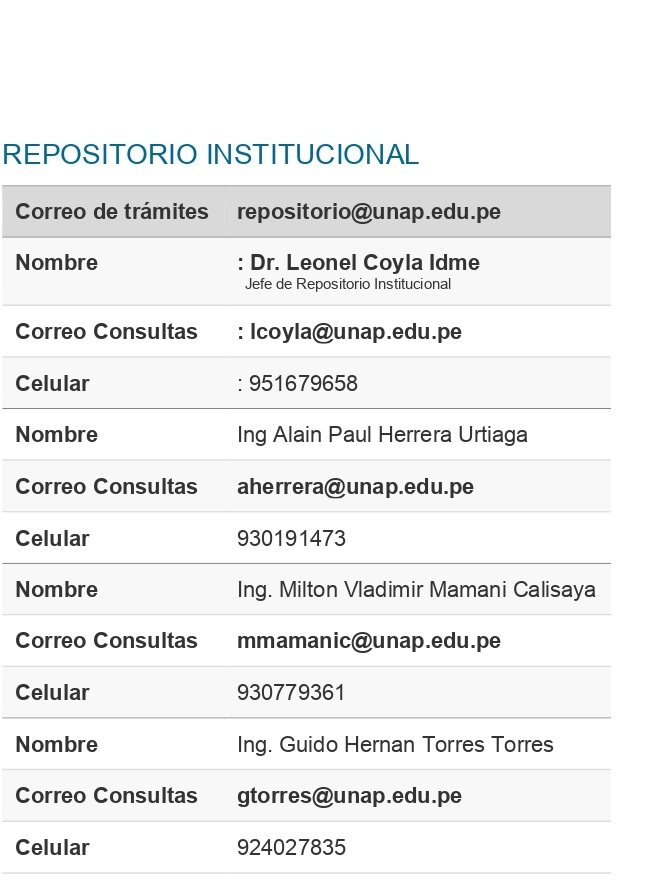 REPOSITORIO INSTITUCIONAL
Correo de trámites repositorio@unap.edu.pe
Nombre : Dr. Leonel Coyla Idme
Jefe de Repositorio Institucional
Correo Consultas : lcoyla@unap.edu.pe
Celular : 951679658
Nombre Ing Alain Paul Herrera Urtiaga
Correo Consultas aherrera@unap.edu.pe
Celular 930191473
Nombre Ing. Milton Vladimir Mamani Calisaya
Correo Consultas mmamanic@unap.edu.pe
Celular 930779361
Nombre Ing. Guido Hernan Torres Torres
Correo Consultas gtorres@unap.edu.pe
Celular 924027835